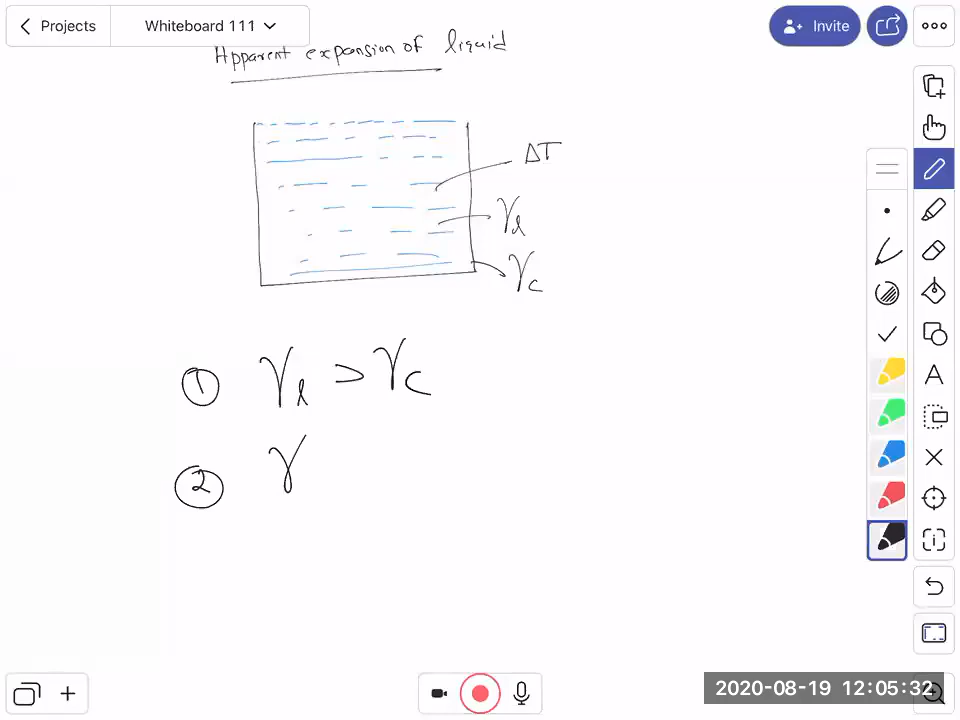 Projects
Whiteboard 111
Invite
Apparent expansion of liquid
ΔT
γl
γc
① γl > γc
② γ
2020-08-19 12:05:32